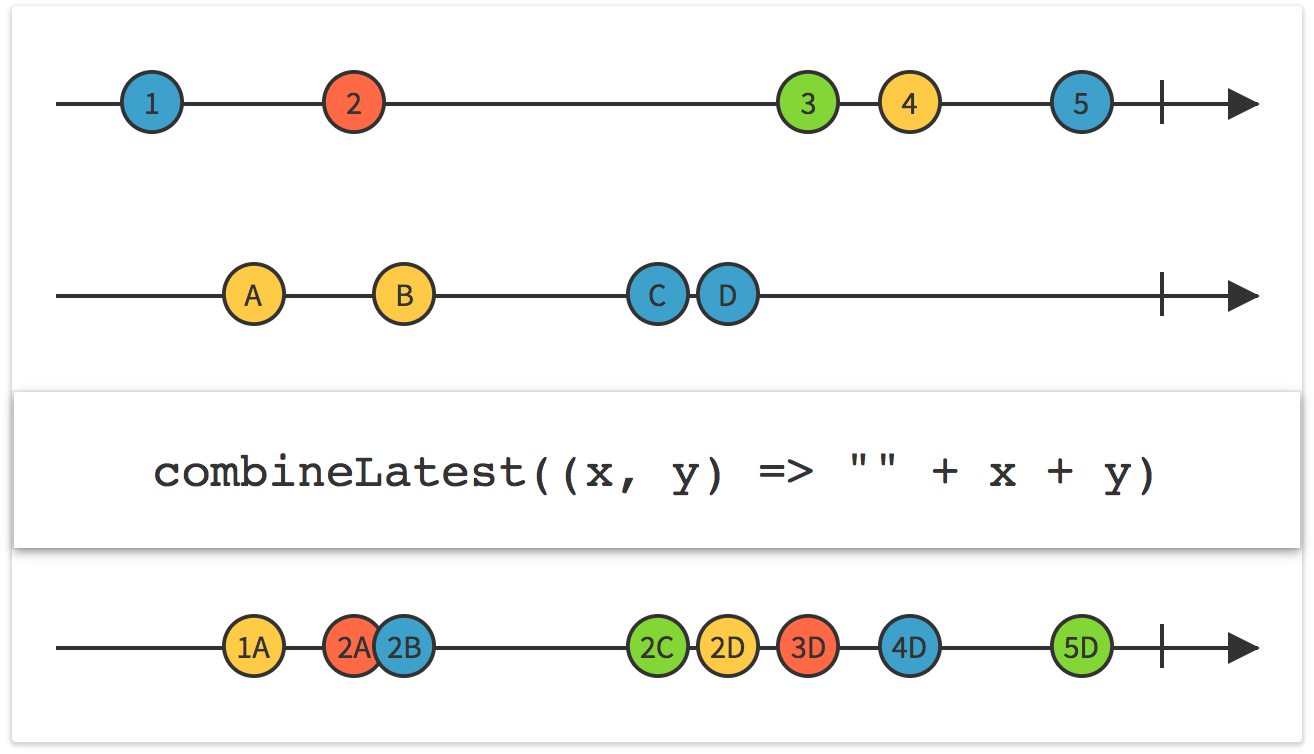 1 2 3 4 5
A B C D
combineLatest((x, y) => "" + x + y)
1A 2A 2B 2C 2D 3D 4D 5D